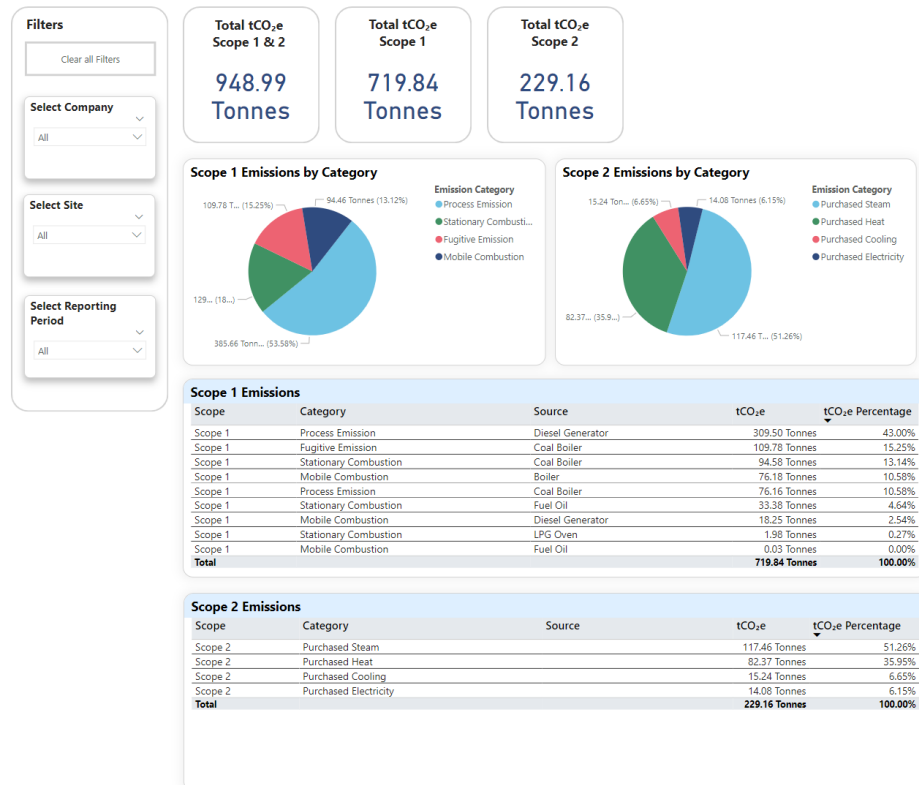 Filters
Clear all Filters
Select Company
All
Select Site
All
Select Reporting
Period
All
Total tCO₂e
Scope 1 & 2
948.99
Tonnes
Total tCO₂e
Scope 1
719.84
Tonnes
Total tCO₂e
Scope 2
229.16
Tonnes
Scope 1 Emissions by Category
109.78 T... (15.25%)
94.46 Tonnes (13.12%)
129... (18...)
385.66 Tonn... (53.58%)
Emission Category
Process Emission
Stationary Combusti...
Fugitive Emission
Mobile Combustion
Scope 2 Emissions by Category
15.24 Ton... (6.65%)
14.08 Tonnes (6.15%)
82.37... (35.9...)
117.46 T... (51.26%)
Emission Category
Purchased Steam
Purchased Heat
Purchased Cooling
Purchased Electricity
Scope 1 Emissions
Scope Category Source tCO₂e tCO₂e Percentage
Scope 1 Process Emission Diesel Generator 309.50 Tonnes 43.00%
Scope 1 Fugitive Emission Coal Boiler 109.78 Tonnes 15.25%
Scope 1 Stationary Combustion Coal Boiler 94.58 Tonnes 13.14%
Scope 1 Mobile Combustion Boiler 76.18 Tonnes 10.58%
Scope 1 Process Emission Coal Boiler 76.16 Tonnes 10.58%
Scope 1 Stationary Combustion Fuel Oil 33.38 Tonnes 4.64%
Scope 1 Mobile Combustion Diesel Generator 18.25 Tonnes 2.54%
Scope 1 Stationary Combustion LPG Oven 1.98 Tonnes 0.27%
Scope 1 Mobile Combustion Fuel Oil 0.03 Tonnes 0.00%
Total 719.84 Tonnes 100.00%
Scope 2 Emissions
Scope Category Source tCO₂e tCO₂e Percentage
Scope 2 Purchased Steam 117.46 Tonnes 51.26%
Scope 2 Purchased Heat 82.37 Tonnes 35.95%
Scope 2 Purchased Cooling 15.24 Tonnes 6.65%
Scope 2 Purchased Electricity 14.08 Tonnes 6.15%
Total 229.16 Tonnes 100.00%